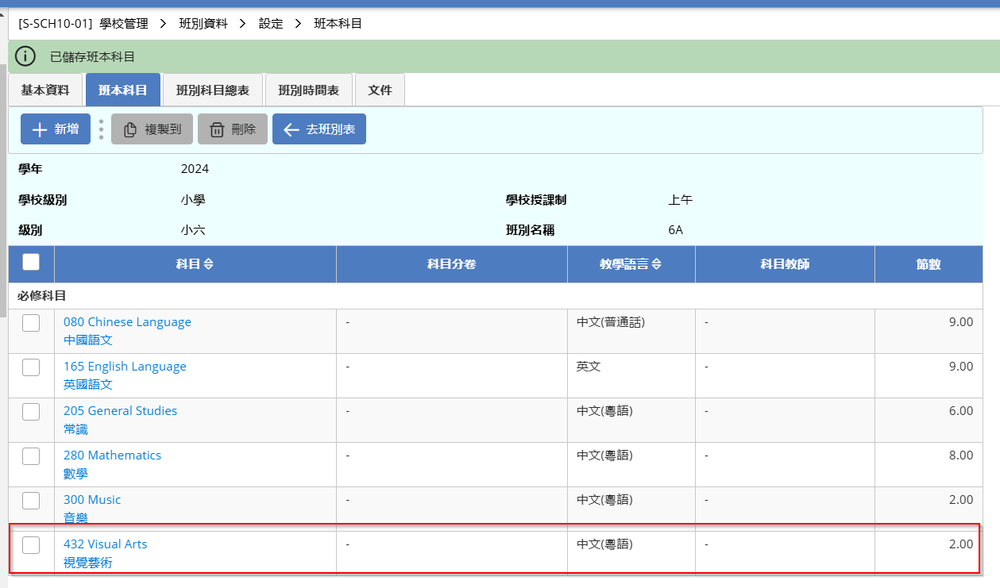 [S-SCH10-01] 學校管理 > 班別資料 > 設定 > 班本科目
已儲存班本科目
基本資料 班本科目 班別科目總表 班別時間表 文件
新增 複製到 刪除 去班別表
學年 2024
學校級別 小學 學校授課制 上午
級別 小六 班別名稱 6A
科目 科目分卷 教學語言 科目教師 節數
必修科目
080 Chinese Language - 中文(普通話) - 9.00
中國語文
165 English Language - 英文 - 9.00
英國語文
205 General Studies - 中文(粵語) - 6.00
常識
280 Mathematics - 中文(粵語) - 8.00
數學
300 Music - 中文(粵語) - 2.00
音樂
432 Visual Arts - 中文(粵語) - 2.00
視覺藝術